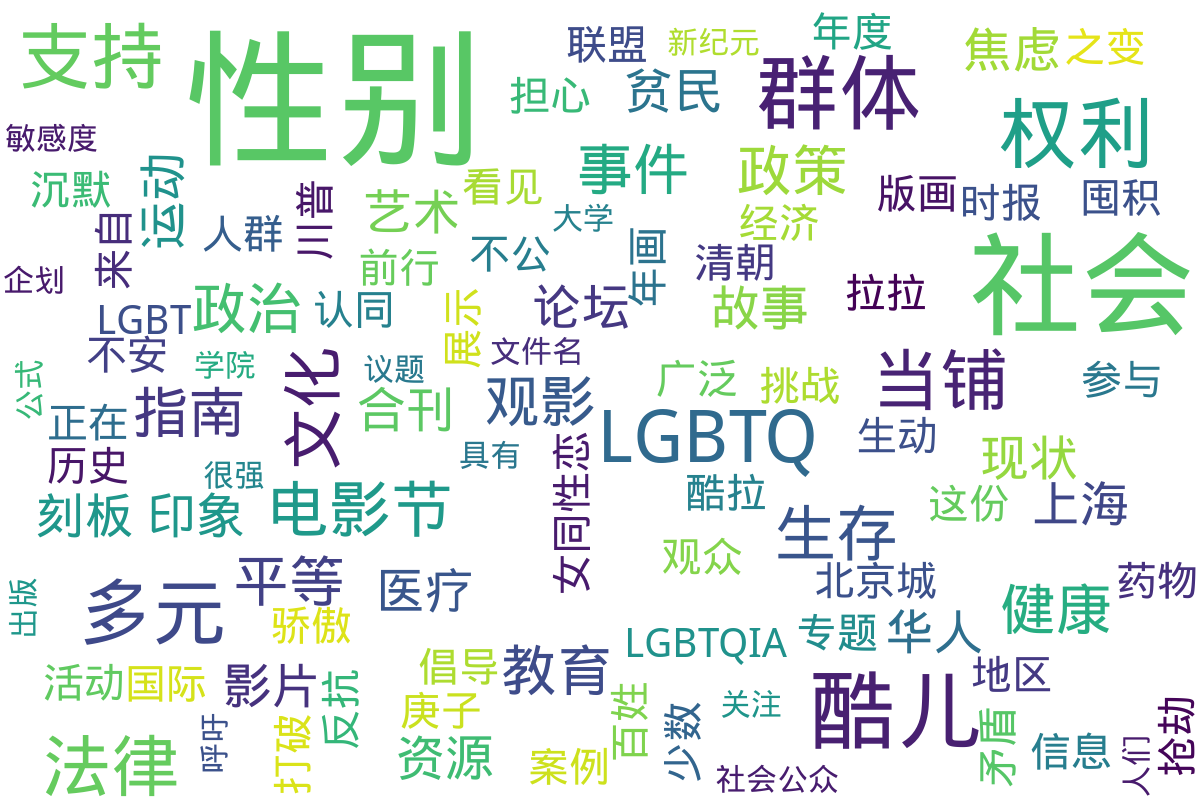 支持
性别
联盟
新纪元
年度
焦虑
之变
担心
贫民
群体
权利
敏感度
沉默
运动
川普
看见
事件
政策
版画
时报
囤积
来自
人群
艺术
大学
经济
前行
不公
年画
清朝
社会
企划
LGBT
政治
认同
展示
论坛
故事
拉拉
不安
学院
议题
文件名
广泛
挑战
当铺
参与
公式
正在
指南
文化
合刊
观影
LGBTQ
生动
现状
历史
很强
具有
女同性恋
酷拉
这份
上海
刻板
印象
电影节
观众
生存
北京城
药物
出版
多元
平等
医疗
骄傲
健康
LGBTQIA
专题
华人
活动
国际
影片
反抗
倡导
教育
百姓
酷儿
地区
呼吁
打破
庚子
少数
关注
矛盾
信息
抢劫
法律
资源
案例
社会公众
人们